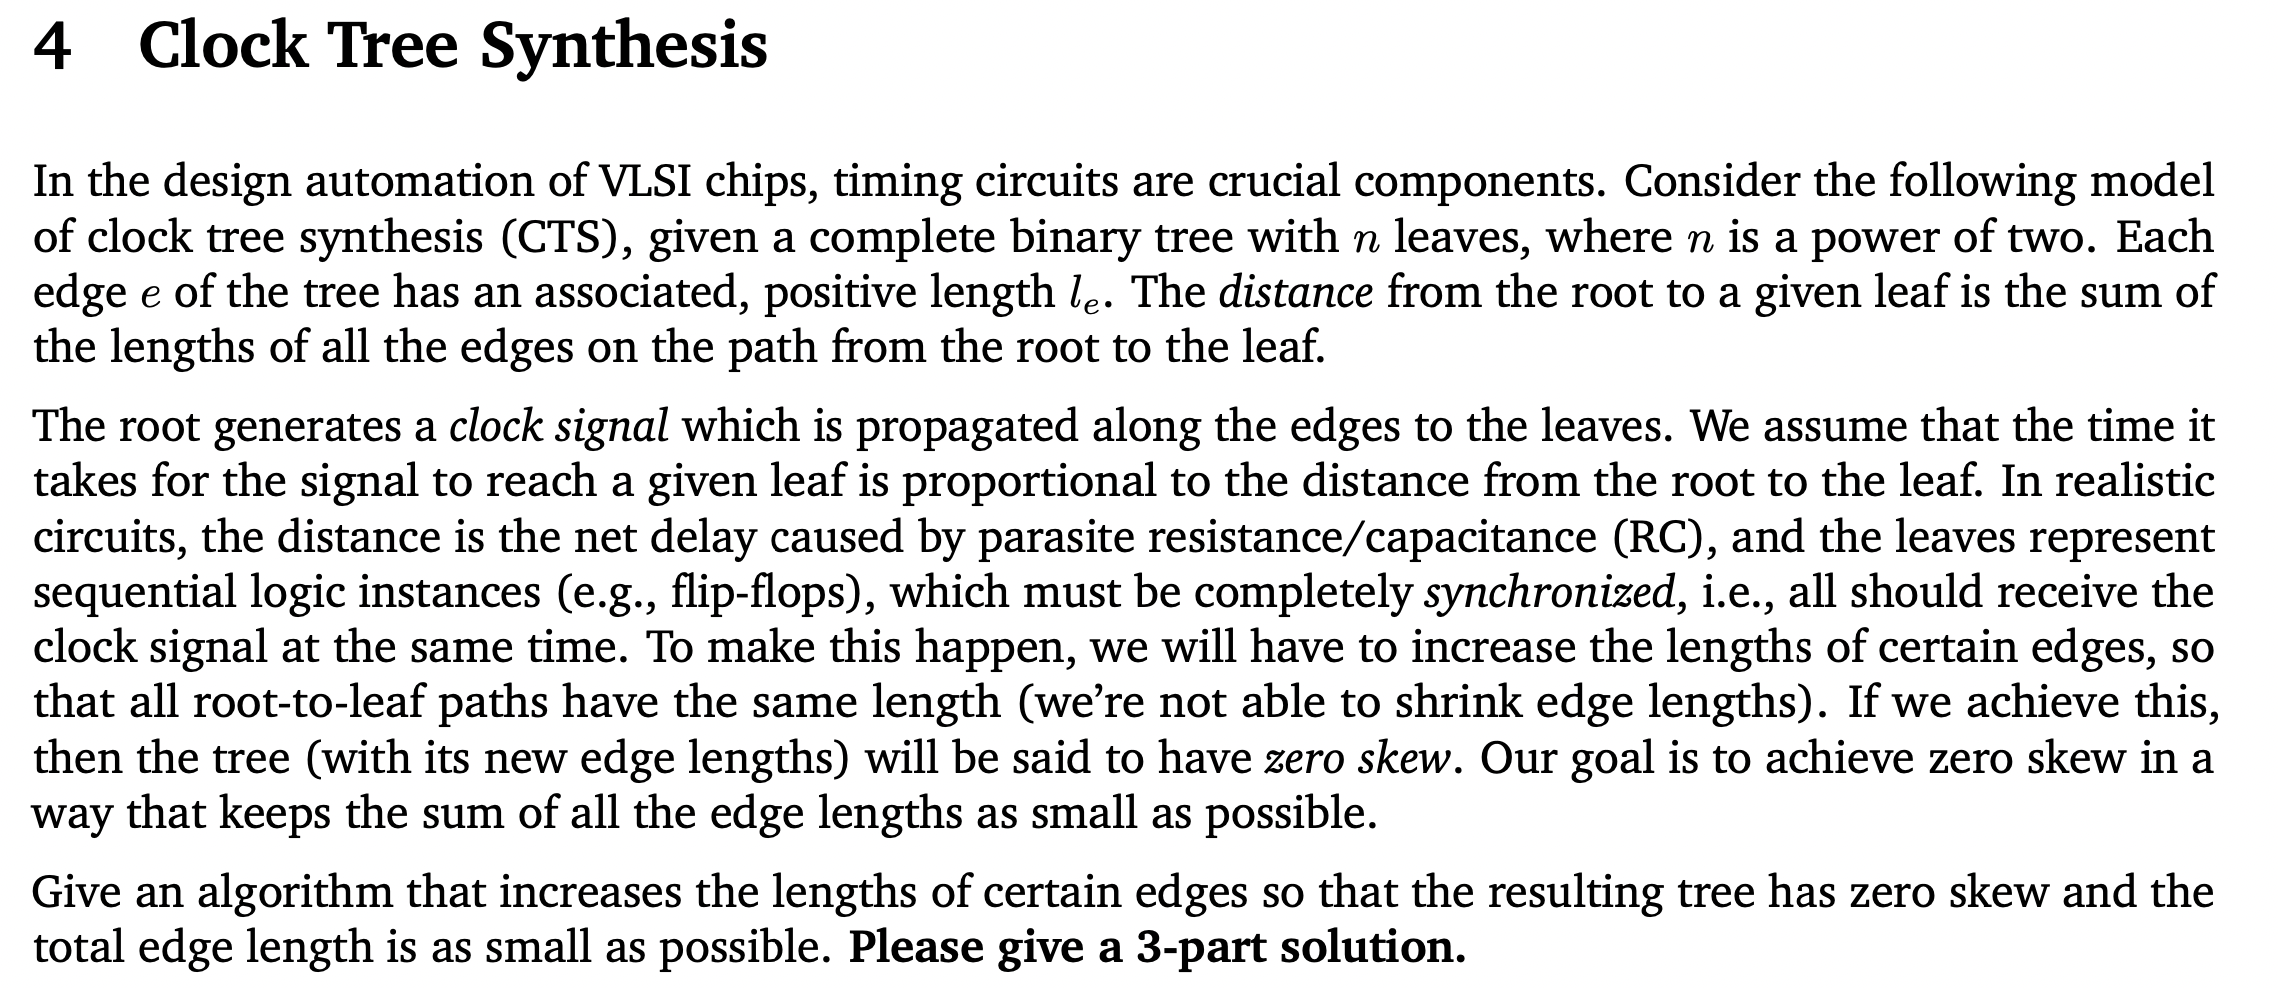 4 Clock Tree Synthesis
In the design automation of VLSI chips, timing circuits are crucial components. Consider the following model
of clock tree synthesis (CTS), given a complete binary tree with n leaves, where n is a power of two. Each
edge e of the tree has an associated, positive length lₑ. The distance from the root to a given leaf is the sum of
the lengths of all the edges on the path from the root to the leaf.
The root generates a clock signal which is propagated along the edges to the leaves. We assume that the time it
takes for the signal to reach a given leaf is proportional to the distance from the root to the leaf. In realistic
circuits, the distance is the net delay caused by parasite resistance/capacitance (RC), and the leaves represent
sequential logic instances (e.g., flip-flops), which must be completely synchronized, i.e., all should receive the
clock signal at the same time. To make this happen, we will have to increase the lengths of certain edges, so
that all root-to-leaf paths have the same length (we’re not able to shrink edge lengths). If we achieve this,
then the tree (with its new edge lengths) will be said to have zero skew. Our goal is to achieve zero skew in a
way that keeps the sum of all the edge lengths as small as possible.
Give an algorithm that increases the lengths of certain edges so that the resulting tree has zero skew and the
total edge length is as small as possible. Please give a 3-part solution.